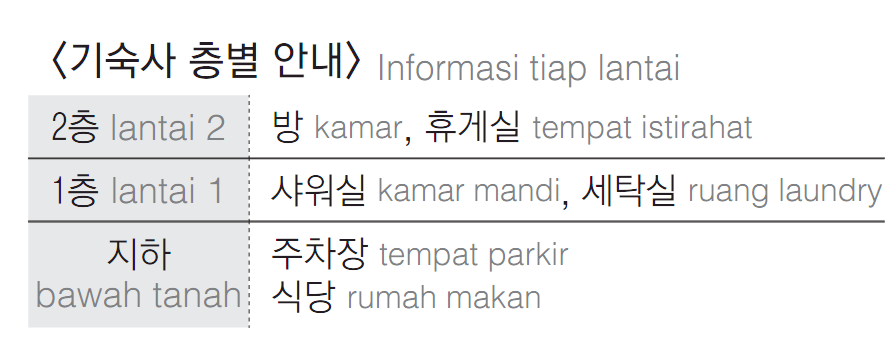 <기숙사 층별 안내> Informasi tiap lantai
2층 lantai 2 방 kamar, 휴게실 tempat istirahat
1층 lantai 1 샤워실 kamar mandi, 세탁실 ruang laundry
지하 주차장 tempat parkir
bawah tanah 식당 rumah makan